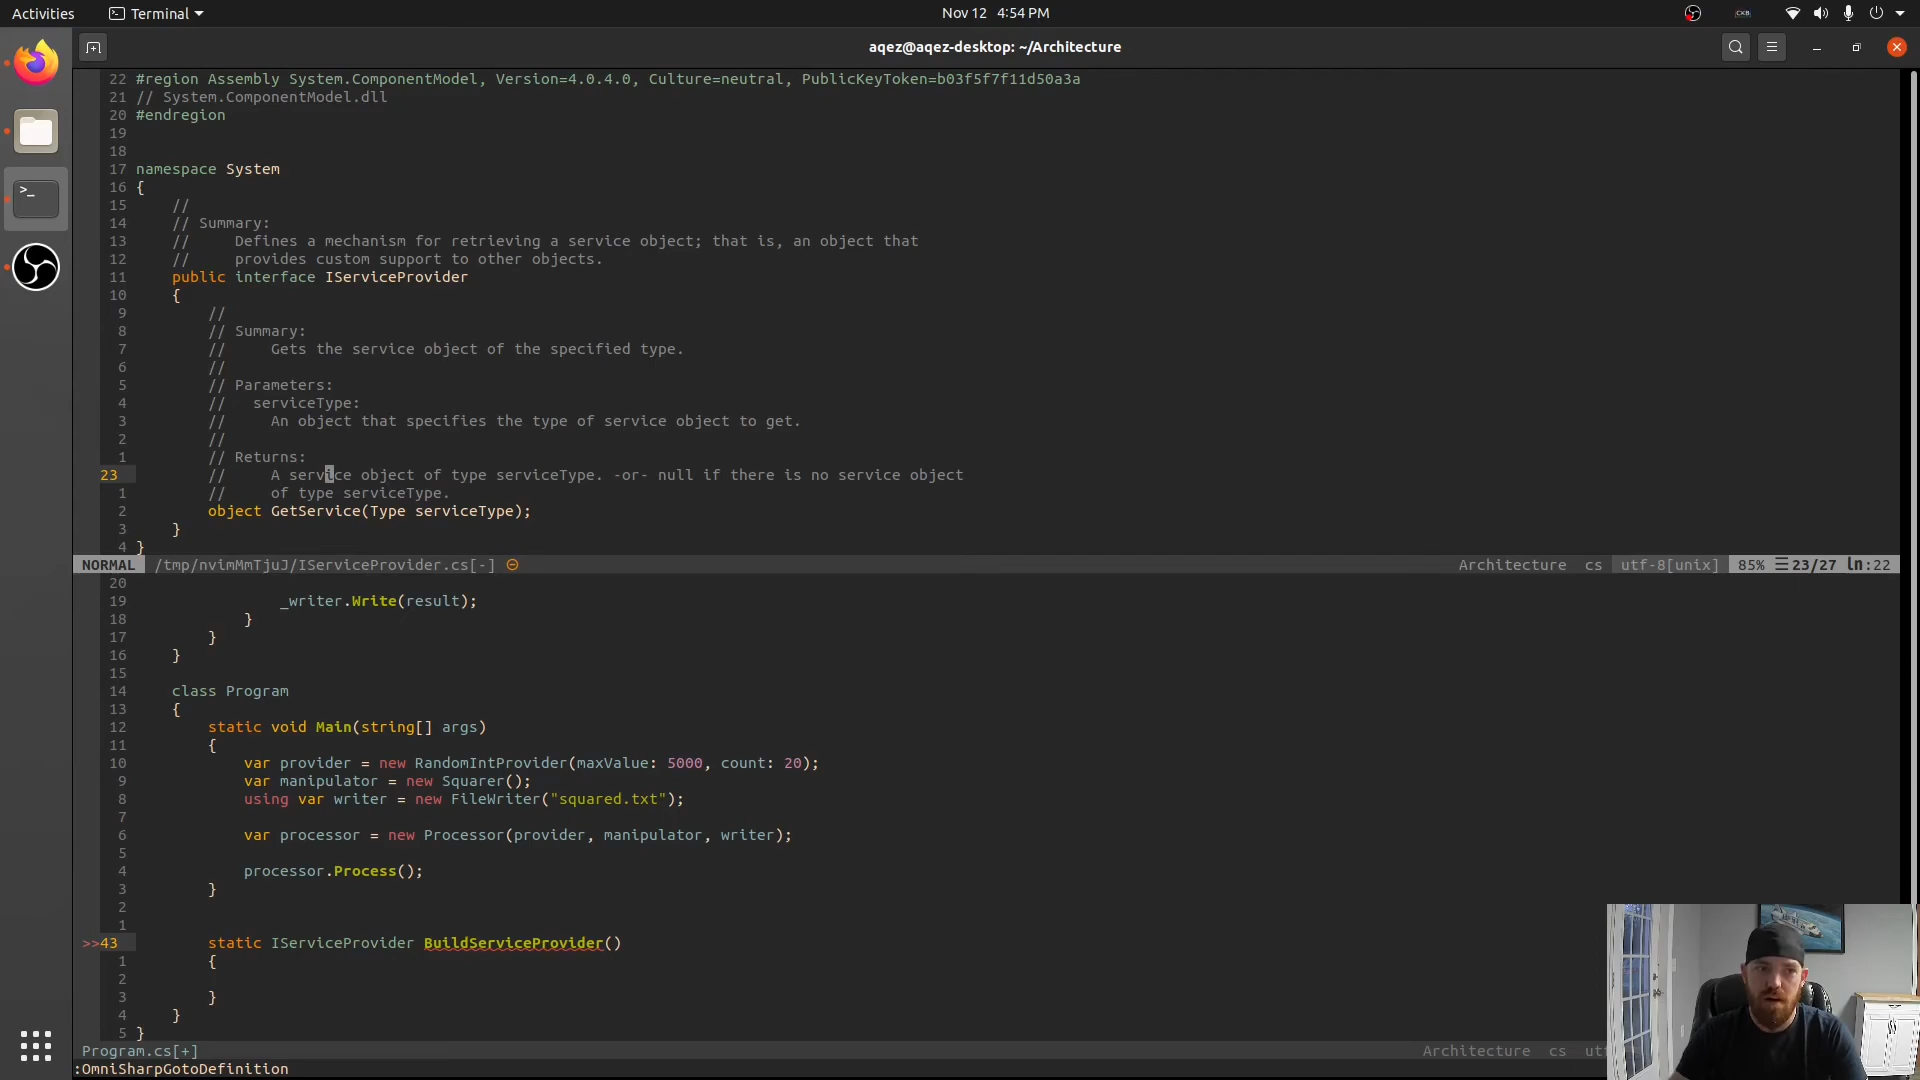 Activities Terminal Nov 12 4:54 PM CKB
aqez@aqez-desktop: ~/Architecture
22 #region Assembly System.ComponentModel, Version=4.0.4.0, Culture=neutral, PublicKeyToken=b03f5f7f11d50a3a
21 // System.ComponentModel.dll
20 #endregion
19
18
17 namespace System
16 {
15 //
14 // Summary:
13 // Defines a mechanism for retrieving a service object; that is, an object that
12 // provides custom support to other objects.
11 public interface IServiceProvider
10 {
9 //
8 // Summary:
7 // Gets the service object of the specified type.
6 //
5 // Parameters:
4 // serviceType:
3 // An object that specifies the type of service object to get.
2 //
1 // Returns:
23 // A service object of type serviceType. -or- null if there is no service object
1 // of type serviceType.
2 object GetService(Type serviceType);
3 }
4 }
NORMAL /tmp/nvimMmTjuJ/IServiceProvider.cs[-] Architecture cs utf-8[unix] 85% ☰23/27 ln:22
20
19 _writer.Write(result);
18 }
17 }
16 }
15
14 class Program
13 {
12 static void Main(string[] args)
11 {
10 var provider = new RandomIntProvider(maxValue: 5000, count: 20);
9 var manipulator = new Squarer();
8 using var writer = new FileWriter("squared.txt");
7
6 var processor = new Processor(provider, manipulator, writer);
5
4 processor.Process();
3 }
2
1
>>43 static IServiceProvider BuildServiceProvider()
1 {
2
3 }
4 }
5 }
Program.cs[+] Architecture cs
:OmniSharpGotoDefinition